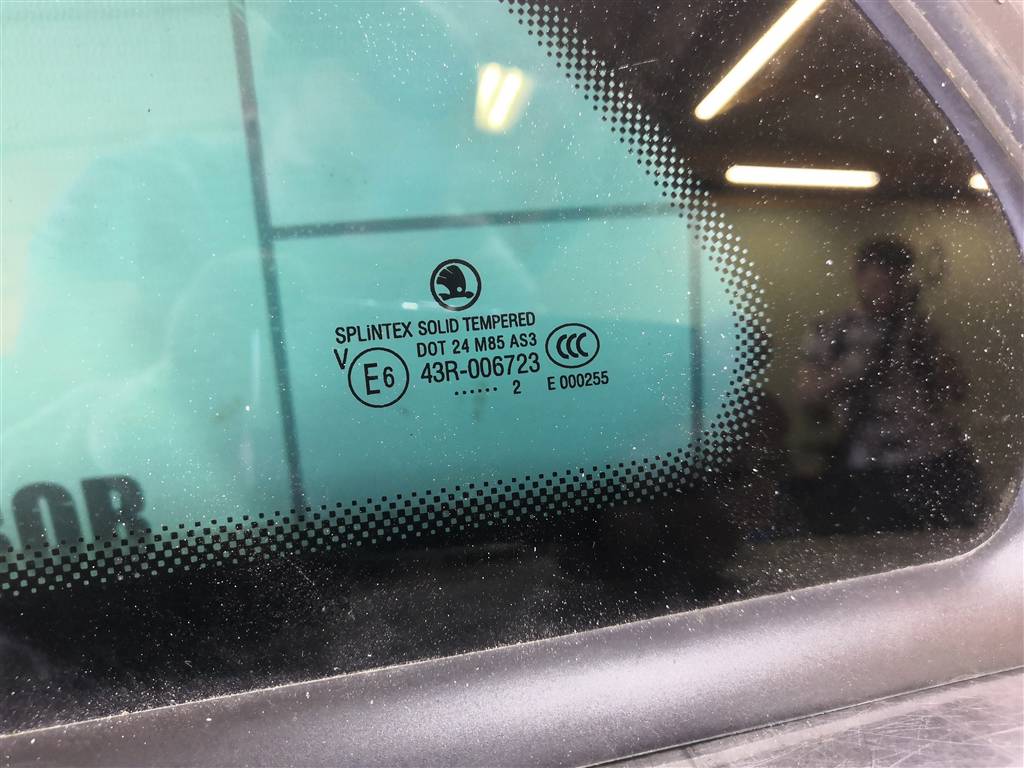 SPLiNTEX SOLID TEMPERED
V E6 DOT 24 M85 AS3 CCC
43R-006723
...... 2 E 000255